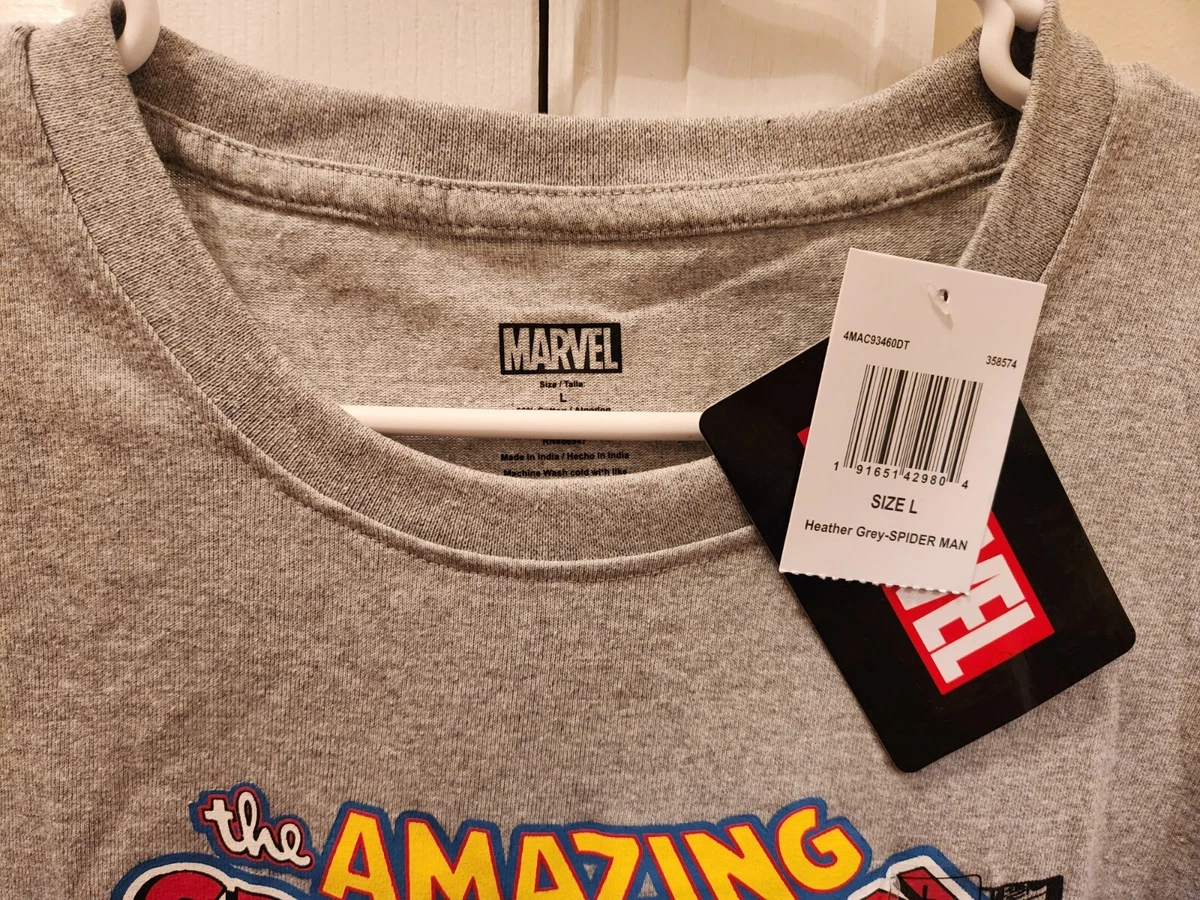 MARVEL
Size / Talla:
L
Made in India / Hecho in India
Machine Wash cold with like
4MAC93460DT
358574
1 91651 42980 4
SIZE L
Heather Grey-SPIDER MAN
the
AMAZING